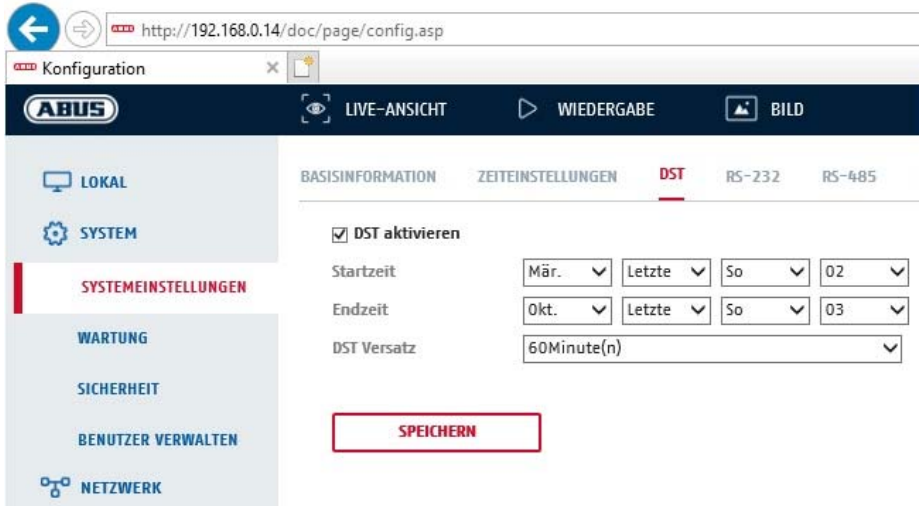 http://192.168.0.14/doc/page/config.asp
ABUS Konfiguration
ABUS LIVE-ANSICHT WIEDERGABE BILD
LOKAL
SYSTEM
SYSTEMEINSTELLUNGEN
WARTUNG
SICHERHEIT
BENUTZER VERWALTEN
NETZWERK
BASISINFORMATION ZEITEINSTELLUNGEN DST RS-232 RS-485
DST aktivieren
Startzeit Mär. Letzte So 02
Endzeit Okt. Letzte So 03
DST Versatz 60Minute(n)
SPEICHERN